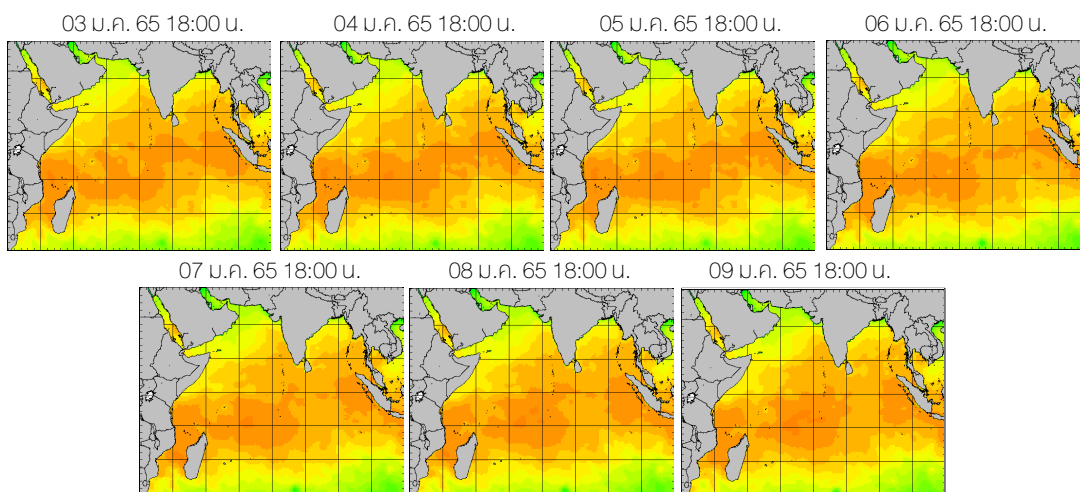 03 ม.ค. 65 18:00 น.
04 ม.ค. 65 18:00 น.
05 ม.ค. 65 18:00 น.
06 ม.ค. 65 18:00 น.
07 ม.ค. 65 18:00 น.
08 ม.ค. 65 18:00 น.
09 ม.ค. 65 18:00 น.